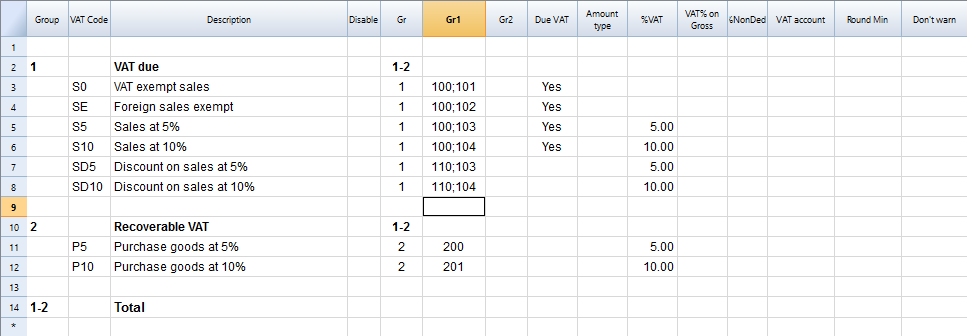 Group VAT Code Description Disable Gr Gr1 Gr2 Due VAT Amount type %VAT VAT% on Gross %NonDed VAT account Round Min Don't warn
1
2 1 VAT due 1-2
3 S0 VAT exempt sales 1 100;101 Yes
4 SE Foreign sales exempt 1 100;102 Yes
5 S5 Sales at 5% 1 100;103 Yes 5.00
6 S10 Sales at 10% 1 100;104 Yes 10.00
7 SD5 Discount on sales at 5% 1 110;103 5.00
8 SD10 Discount on sales at 10% 1 110;104 10.00
9
10 2 Recoverable VAT 1-2
11 P5 Purchase goods at 5% 2 200 5.00
12 P10 Purchase goods at 10% 2 201 10.00
13
14 1-2 Total
*